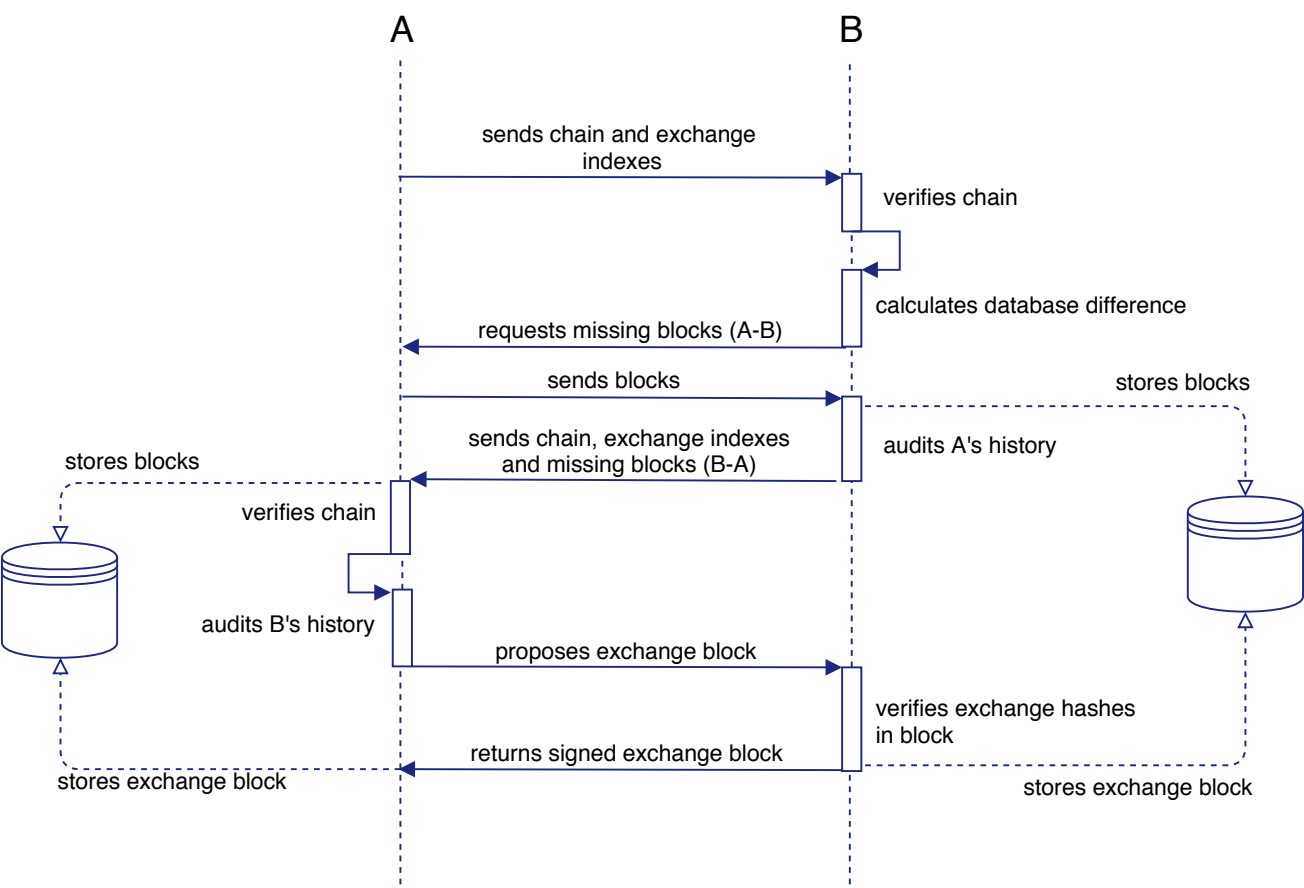 A
B
sends chain and exchange
indexes
verifies chain
calculates database difference
requests missing blocks (A-B)
sends blocks
stores blocks
sends chain, exchange indexes
and missing blocks (B-A)
audits A's history
stores blocks
verifies chain
audits B's history
proposes exchange block
verifies exchange hashes
in block
returns signed exchange block
stores exchange block
stores exchange block